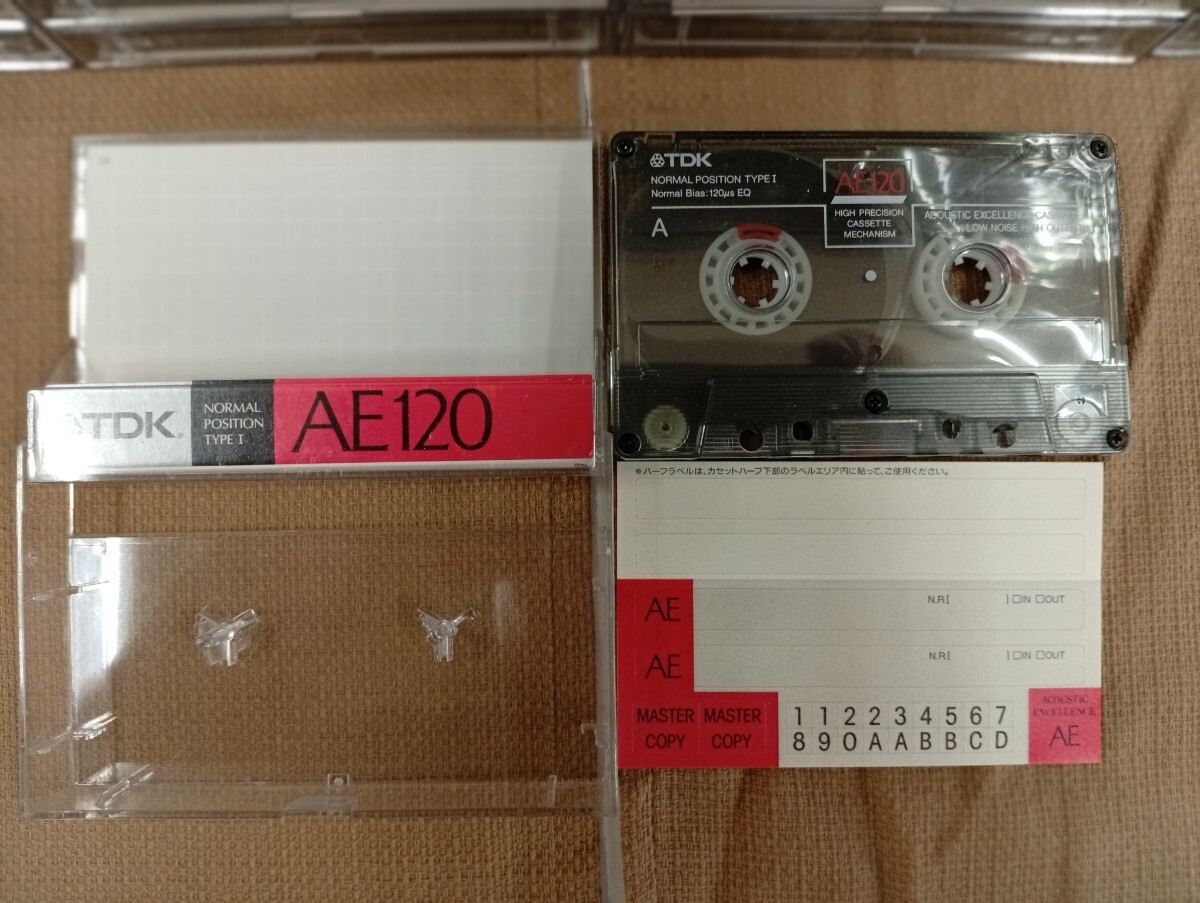 TDK
NORMAL
POSITION
TYPE I
AE120
TDK
NORMAL POSITION TYPE I
Normal Bias:120μs EQ
A
AE120
HIGH PRECISION
CASSETTE
MECHANISM
ACOUSTIC EXCELLENCE
LOW NOISE HIGH
※ハーフラベルは、カセットハーフ下部のラベルエリア内に貼って、ご使用ください。
AE N.R.[ ] □IN □OUT
AE N.R.[ ] □IN □OUT
MASTER MASTER
COPY COPY
1 1 2 2 3 4 5 6 7
8 9 0 A A B B C D
ACOUSTIC
EXCELLENCE
AE